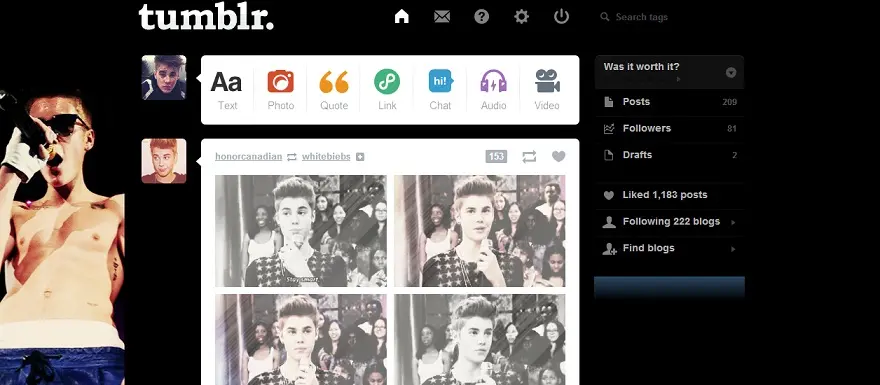 tumblr.
Search tags
Aa
hi!
Text
Photo
Quote
Link
Chat
Audio
Video
Was it worth it?
Posts 209
Followers 81
Drafts 2
honorcanadian whitebiebs
153
Liked 1,183 posts
Following 222 blogs
Find blogs